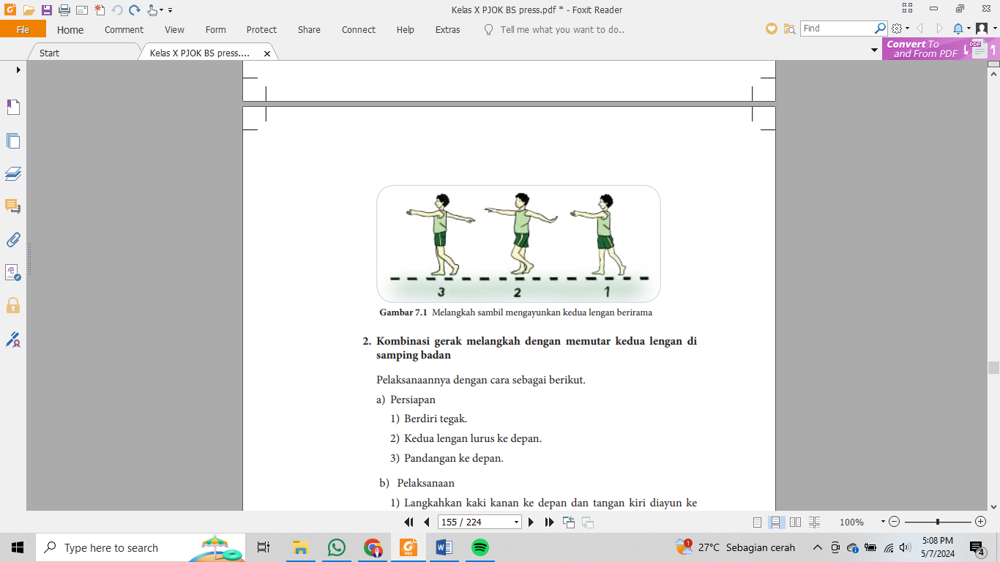 Kelas X PJOK BS press.pdf * - Foxit Reader
File Home Comment View Form Protect Share Connect Help Extras Tell me what you want to do.. Find
Start Kelas X PJOK BS press.... Convert To and From PDF PDF
3 2 1
Gambar 7.1 Melangkah sambil mengayunkan kedua lengan berirama
2. Kombinasi gerak melangkah dengan memutar kedua lengan di
samping badan
Pelaksanaannya dengan cara sebagai berikut.
a) Persiapan
1) Berdiri tegak.
2) Kedua lengan lurus ke depan.
3) Pandangan ke depan.
b) Pelaksanaan
1) Langkahkan kaki kanan ke depan dan tangan kiri diayun ke
155 / 224 100%
Type here to search 1 27°C Sebagian cerah 5:08 PM
5/7/2024 4